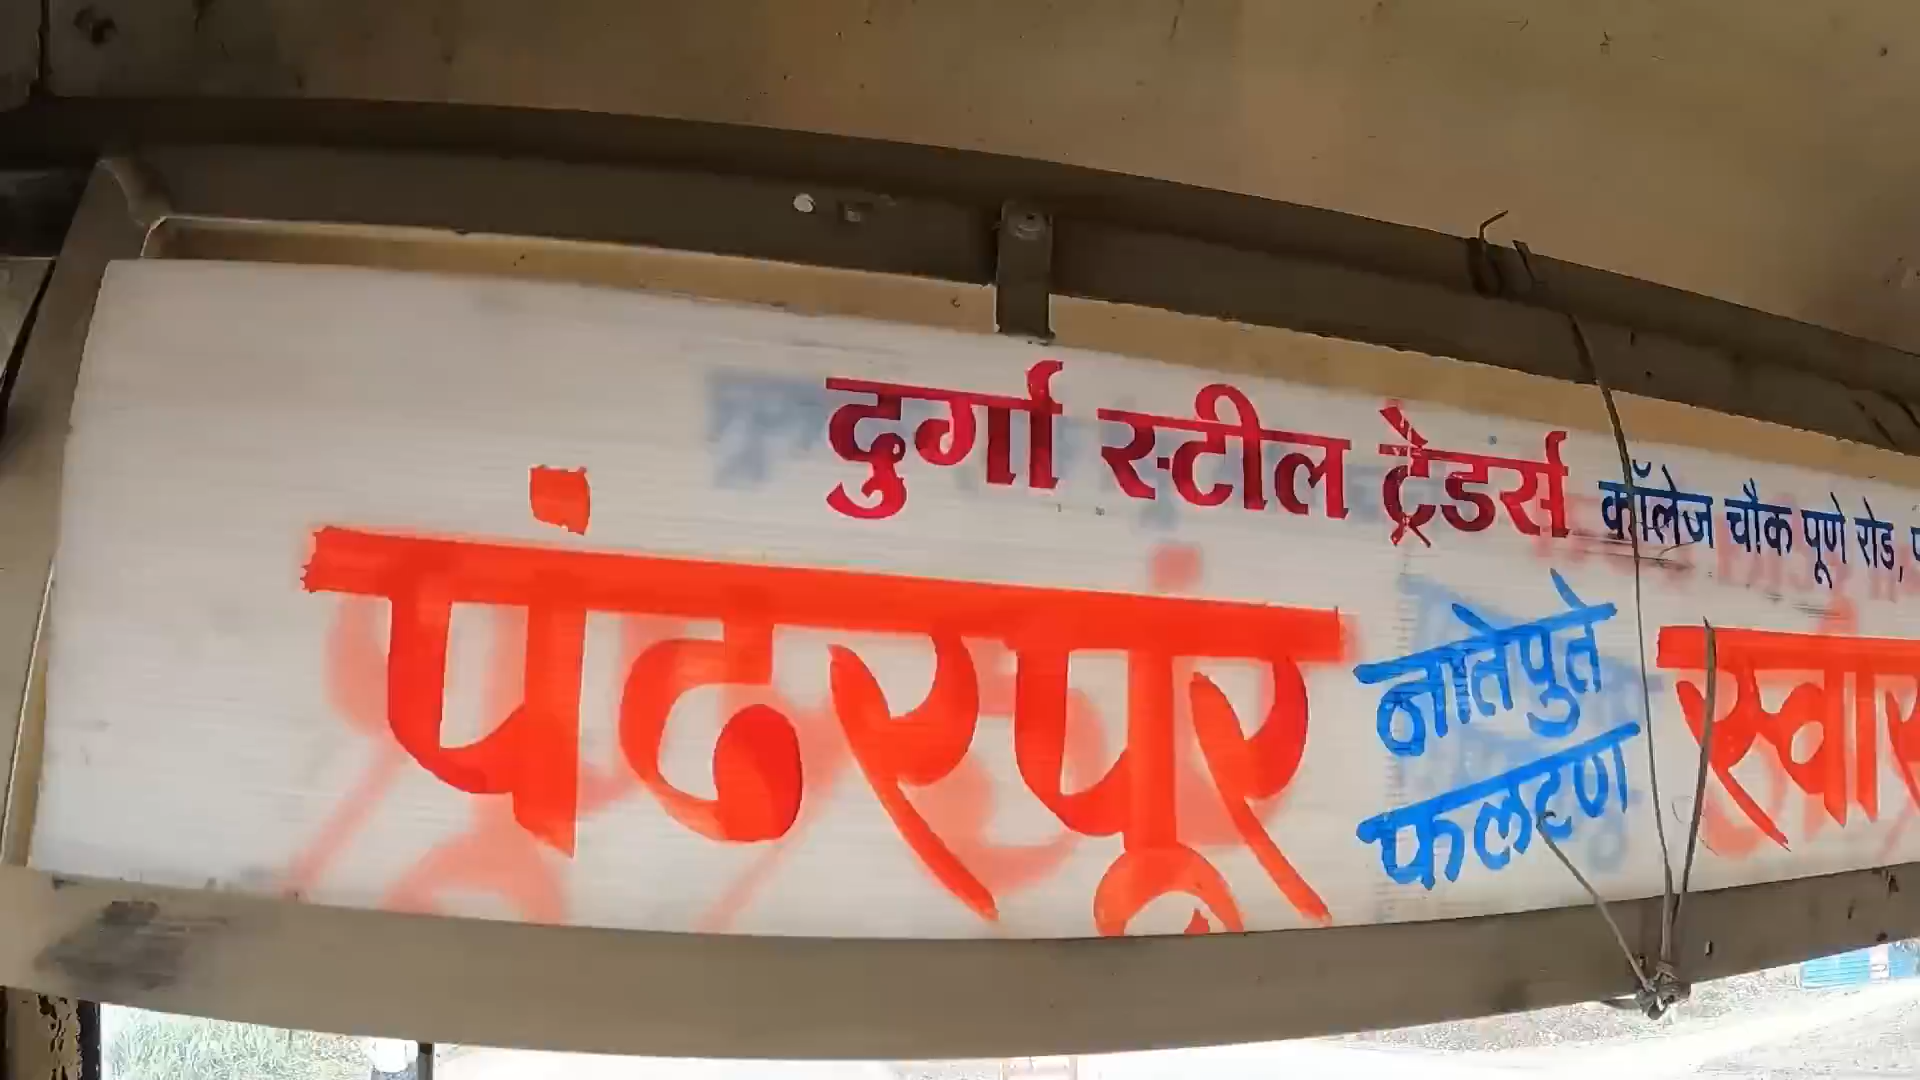 दुर्गा स्टील ट्रेडर्स कॉलेज चौक पूणे रोड,
पंढरपूर
नातेपुते
फलटण